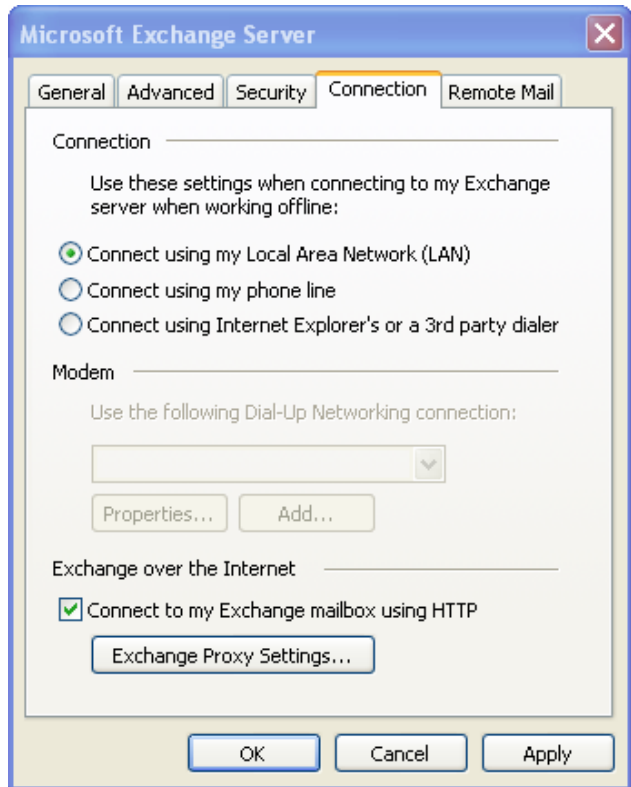 Microsoft Exchange Server
General Advanced Security Connection Remote Mail
Connection
Use these settings when connecting to my Exchange
server when working offline:
Connect using my Local Area Network (LAN)
Connect using my phone line
Connect using Internet Explorer's or a 3rd party dialer
Modem
Use the following Dial-Up Networking connection:
Properties... Add...
Exchange over the Internet
Connect to my Exchange mailbox using HTTP
Exchange Proxy Settings...
OK Cancel Apply